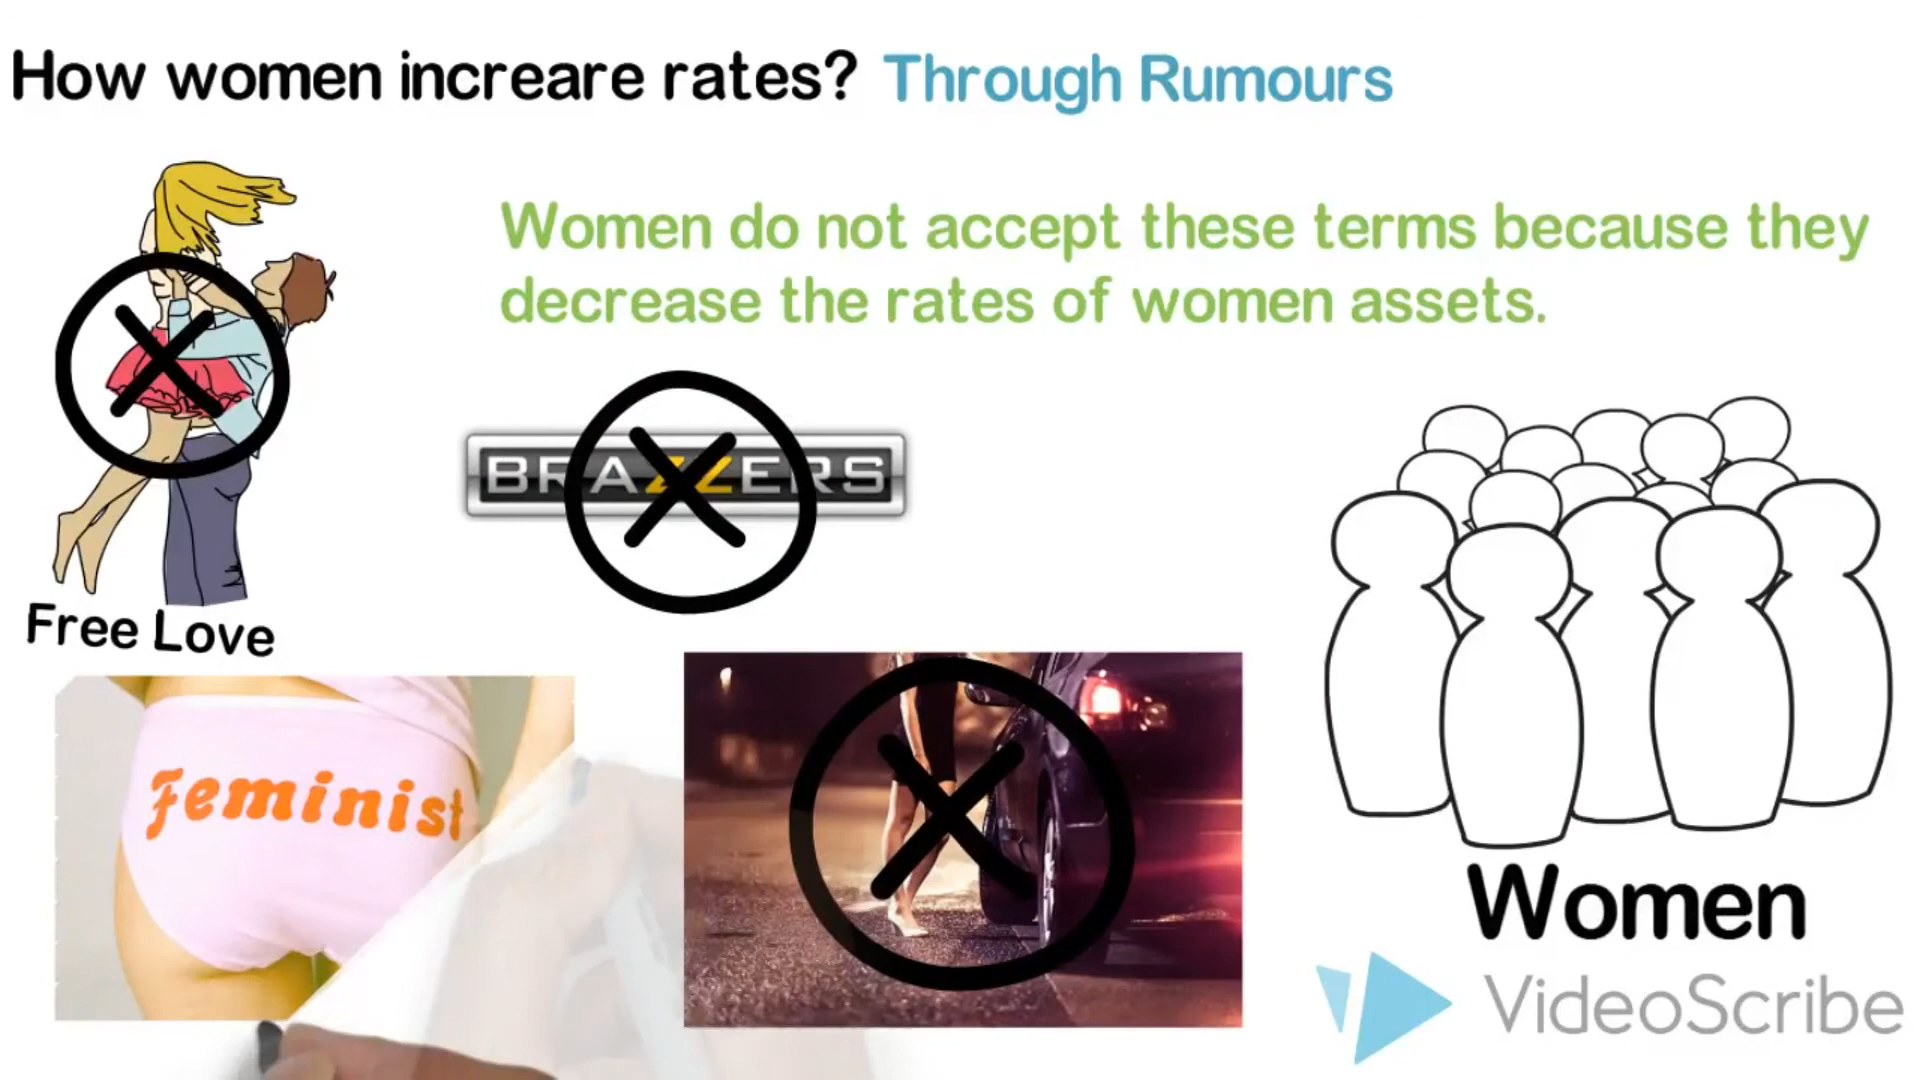 How women increare rates? Through Rumours
Women do not accept these terms because they
decrease the rates of women assets.
BRAZZERS
Free Love
Feminist
Women
VideoScribe